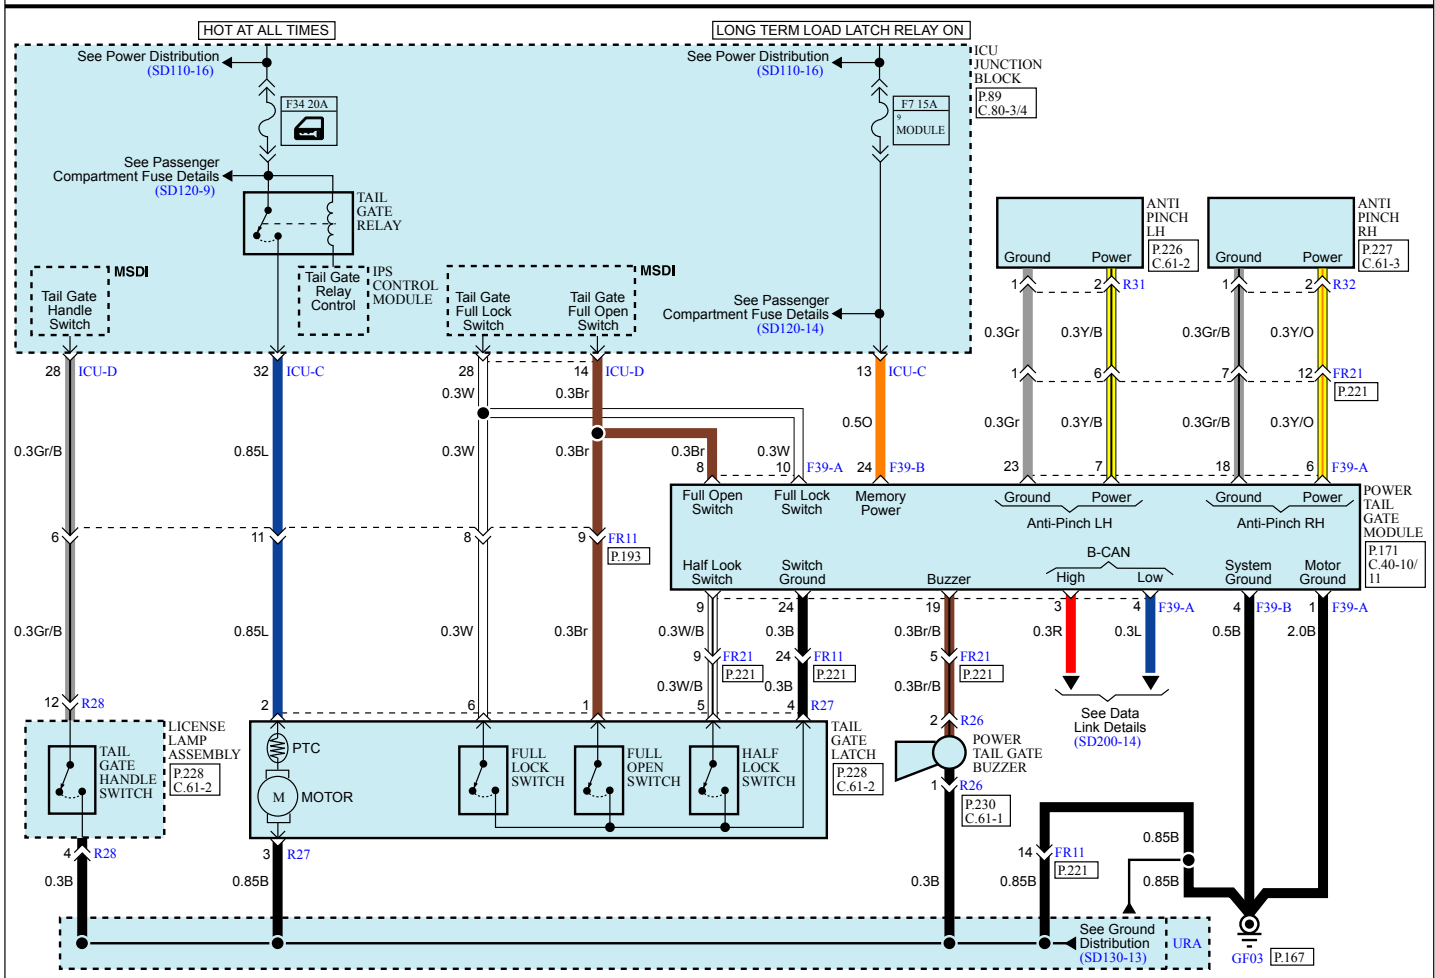 HOT AT ALL TIMES
LONG TERM LOAD LATCH RELAY ON
See Power Distribution
(SD110-16)
See Power Distribution
(SD110-16)
ICU
JUNCTION
BLOCK
P.89
C.80-3/4
F34 20A
F7 15A
9
MODULE
See Passenger
Compartment Fuse Details
(SD120-9)
TAIL
GATE
RELAY
ANTI
PINCH
LH
P.226
C.61-2
ANTI
PINCH
RH
P.227
C.61-3
Ground
Power
Ground
Power
MSDI
Tail Gate
Handle
Switch
Tail Gate
Relay
Control
IPS
CONTROL
MODULE
MSDI
Tail Gate
Full Lock
Switch
Tail Gate
Full Open
Switch
See Passenger
Compartment Fuse Details
(SD120-14)
1
2
R31
1
2
R32
0.3Gr
0.3Y/B
0.3Gr/B
0.3Y/O
28
ICU-D
32
ICU-C
28
14
ICU-D
13
ICU-C
1
6
7
12
FR21
P.221
0.3W
0.3Br
0.5O
0.3Gr
0.3Y/B
0.3Gr/B
0.3Y/O
0.3Gr/B
0.85L
0.3W
0.3Br
0.3Br
0.3W
8
10
F39-A
24
F39-B
23
7
18
6
F39-A
Full Open
Switch
Full Lock
Switch
Memory
Power
Ground
Power
Anti-Pinch LH
Ground
Power
Anti-Pinch RH
POWER
TAIL
GATE
MODULE
P.171
C.40-10/
11
6
11
8
9
FR11
P.193
Half Look
Switch
Switch
Ground
Buzzer
B-CAN
High
Low
System
Ground
Motor
Ground
9
24
19
3
4
F39-A
4
F39-B
1
F39-A
0.3Gr/B
0.85L
0.3W
0.3Br
0.3W/B
0.3B
0.3Br/B
0.3R
0.3L
0.5B
2.0B
9
FR21
P.221
24
FR11
P.221
5
FR21
P.221
0.3W/B
0.3B
0.3Br/B
12
R28
2
6
1
5
4
R27
2
R26
See Data
Link Details
(SD200-14)
LICENSE
LAMP
ASSEMBLY
P.228
C.61-2
TAIL
GATE
HANDLE
SWITCH
PTC
M
MOTOR
FULL
LOCK
SWITCH
FULL
OPEN
SWITCH
HALF
LOCK
SWITCH
TAIL
GATE
LATCH
P.228
C.61-2
POWER
TAIL GATE
BUZZER
1
R26
P.230
C.61-1
4
R28
3
R27
14
FR11
P.221
0.85B
0.3B
0.85B
0.3B
0.85B
0.85B
See Ground
Distribution
(SD130-13)
URA
GF03
P.167